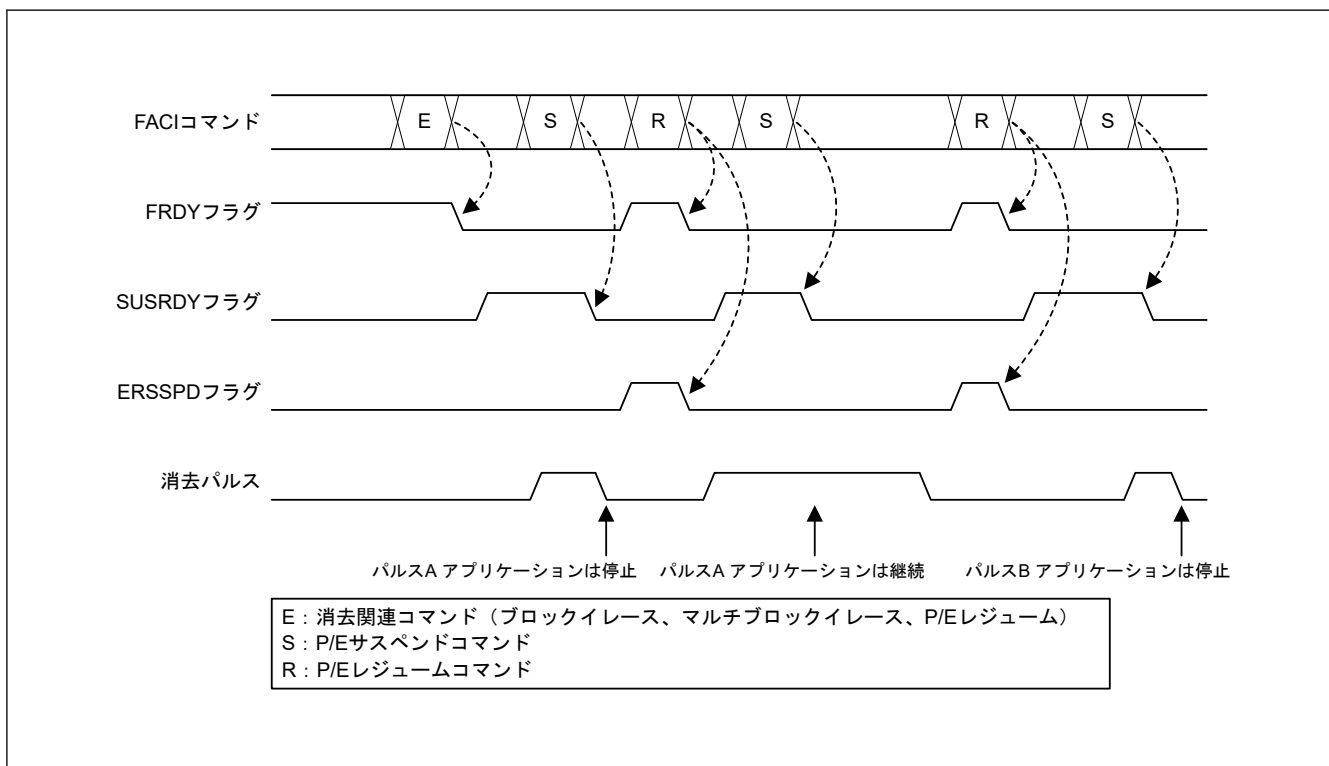 FACIコマンド
E
S
R
S
R
S
FRDYフラグ
SUSRDYフラグ
ERSSPDフラグ
消去パルス
パルスA アプリケーションは停止
パルスA アプリケーションは継続
パルスB アプリケーションは停止
E：消去関連コマンド（ブロックイレース、マルチブロックイレース、P/Eレジューム）
S：P/Eサスペンドコマンド
R：P/Eレジュームコマンド